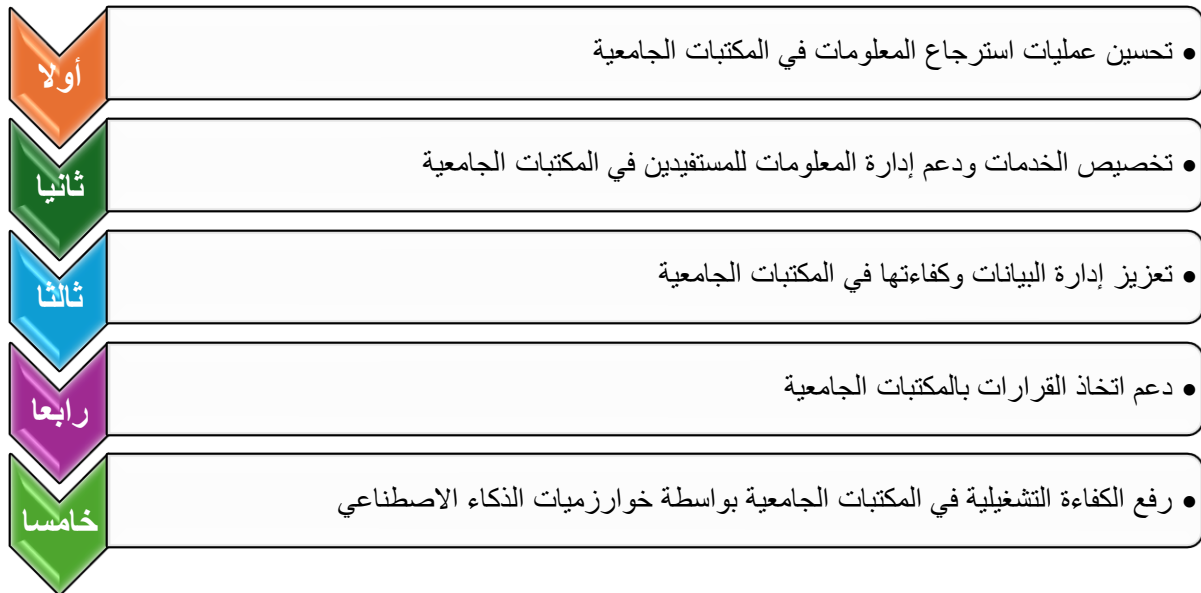 أولا
• تحسين عمليات استرجاع المعلومات في المكتبات الجامعية
ثانيا
• تخصيص الخدمات ودعم إدارة المعلومات للمستفيدين في المكتبات الجامعية
ثالثا
• تعزيز إدارة البيانات وكفاءتها في المكتبات الجامعية
رابعا
• دعم اتخاذ القرارات بالمكتبات الجامعية
خامسا
• رفع الكفاءة التشغيلية في المكتبات الجامعية بواسطة خوارزميات الذكاء الاصطناعي